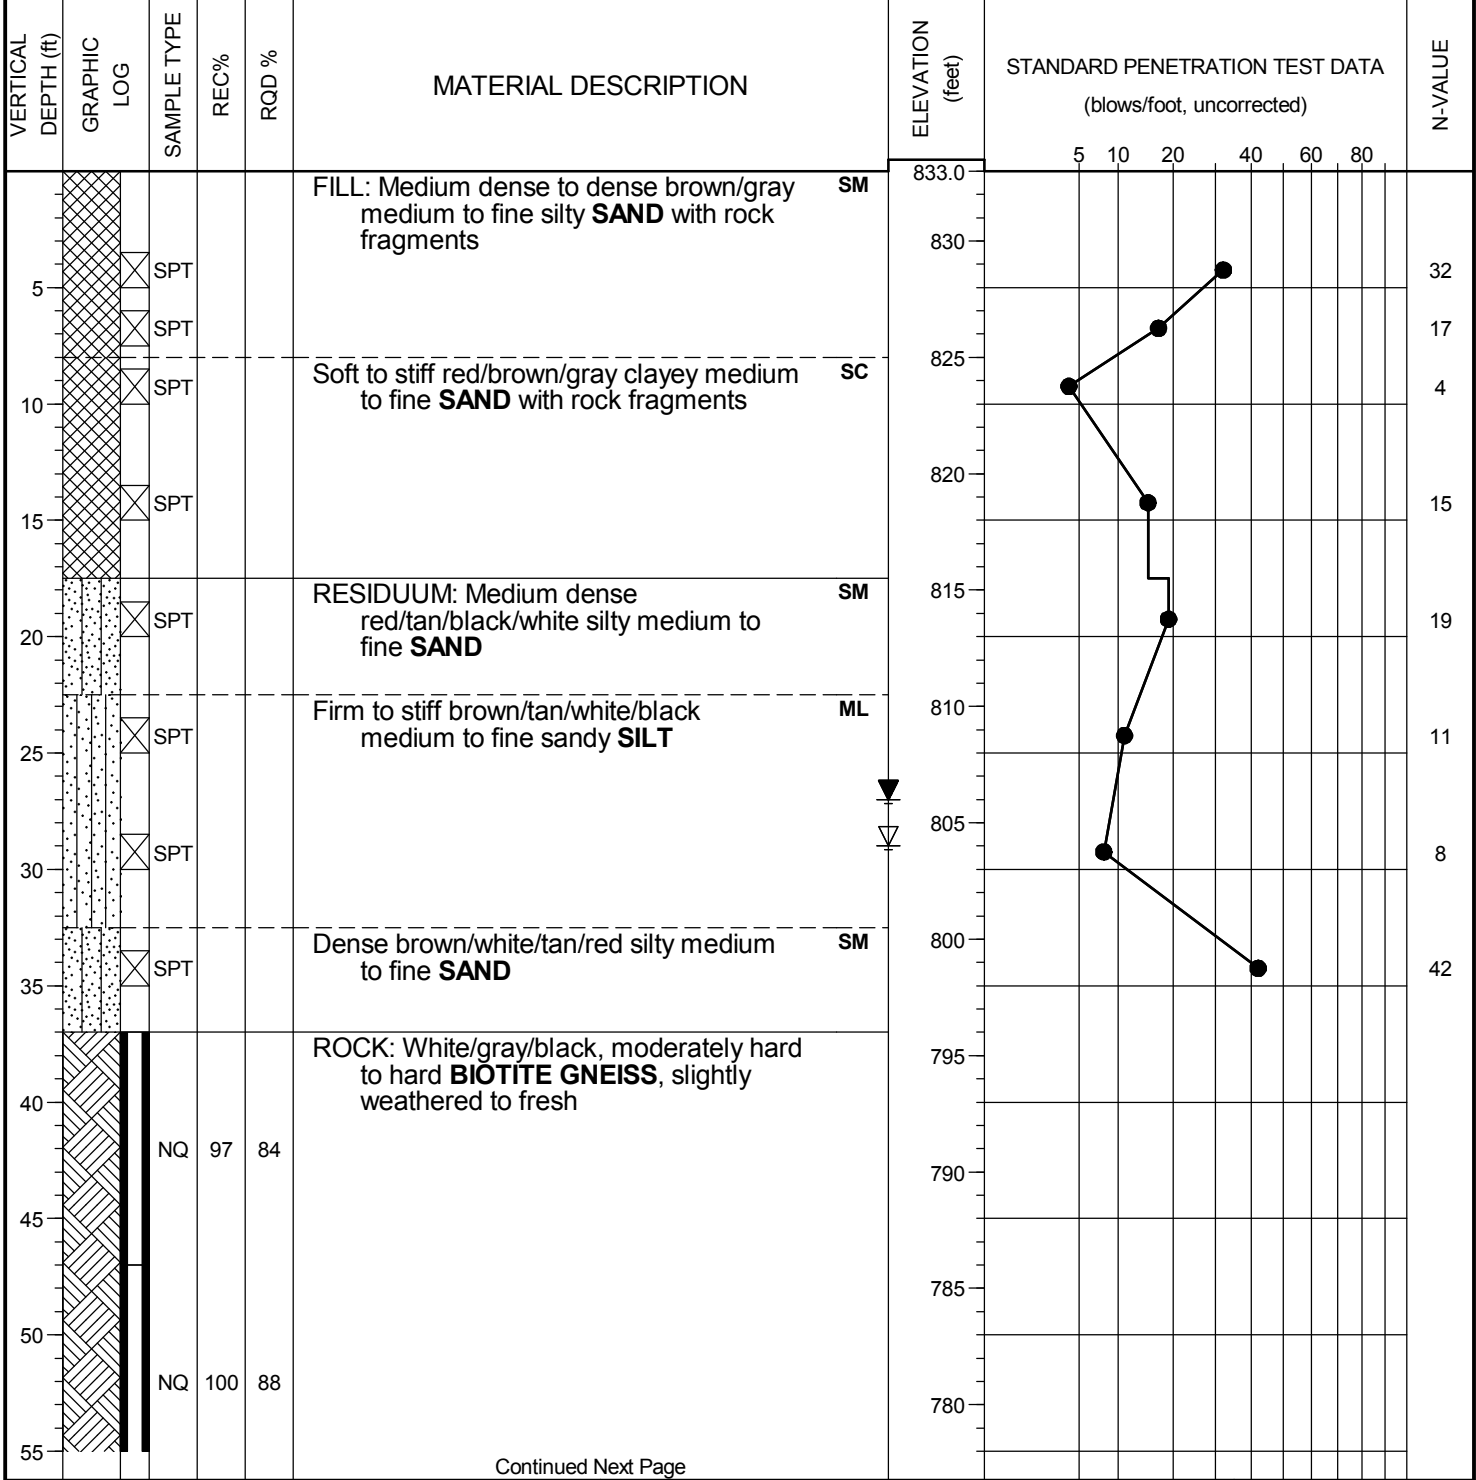 VERTICAL
DEPTH (ft)
GRAPHIC
LOG
SAMPLE TYPE
REC%
RQD %
MATERIAL DESCRIPTION
ELEVATION
(feet)
STANDARD PENETRATION TEST DATA
(blows/foot, uncorrected)
5 10 20 40 60 80
N-VALUE
833.0
FILL: Medium dense to dense brown/gray SM
medium to fine silty SAND with rock
fragments
830
SPT 32
5
SPT 17
825
Soft to stiff red/brown/gray clayey medium SC
to fine SAND with rock fragments
SPT 4
10
820
SPT 15
15
815
RESIDUUM: Medium dense SM
red/tan/black/white silty medium to
fine SAND
SPT 19
20
810
Firm to stiff brown/tan/white/black ML
medium to fine sandy SILT
SPT 11
25
805
SPT 8
30
800
Dense brown/white/tan/red silty medium SM
to fine SAND
SPT 42
35
795
ROCK: White/gray/black, moderately hard
to hard BIOTITE GNEISS, slightly
weathered to fresh
40
NQ 97 84
790
45
785
50
NQ 100 88
780
55
Continued Next Page